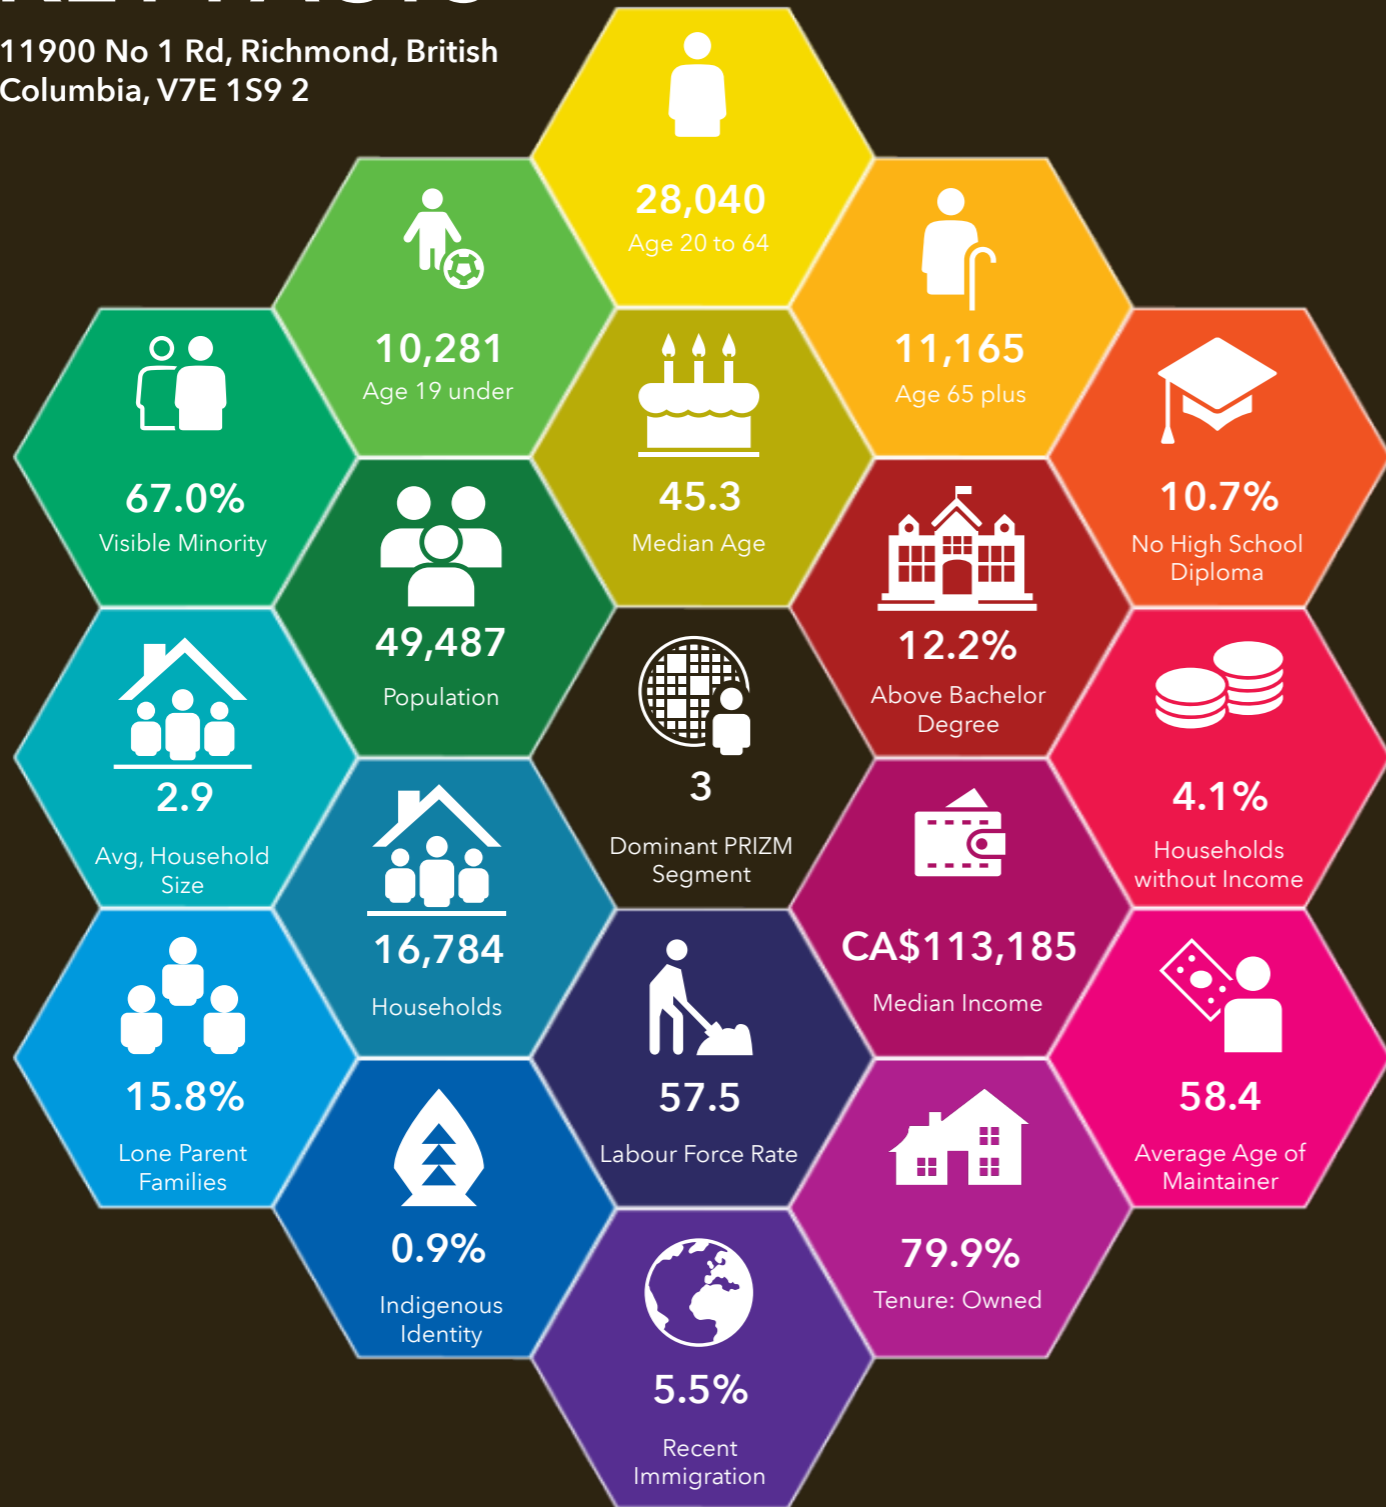 KEY FACTS
11900 No 1 Rd, Richmond, British
Columbia, V7E 1S9 2
28,040
Age 20 to 64
10,281
Age 19 under
11,165
Age 65 plus
67.0%
Visible Minority
45.3
Median Age
10.7%
No High School
Diploma
49,487
Population
12.2%
Above Bachelor
Degree
2.9
Avg, Household
Size
3
Dominant PRIZM
Segment
4.1%
Households
without Income
16,784
Households
CA$113,185
Median Income
15.8%
Lone Parent
Families
57.5
Labour Force Rate
58.4
Average Age of
Maintainer
0.9%
Indigenous
Identity
79.9%
Tenure: Owned
5.5%
Recent
Immigration